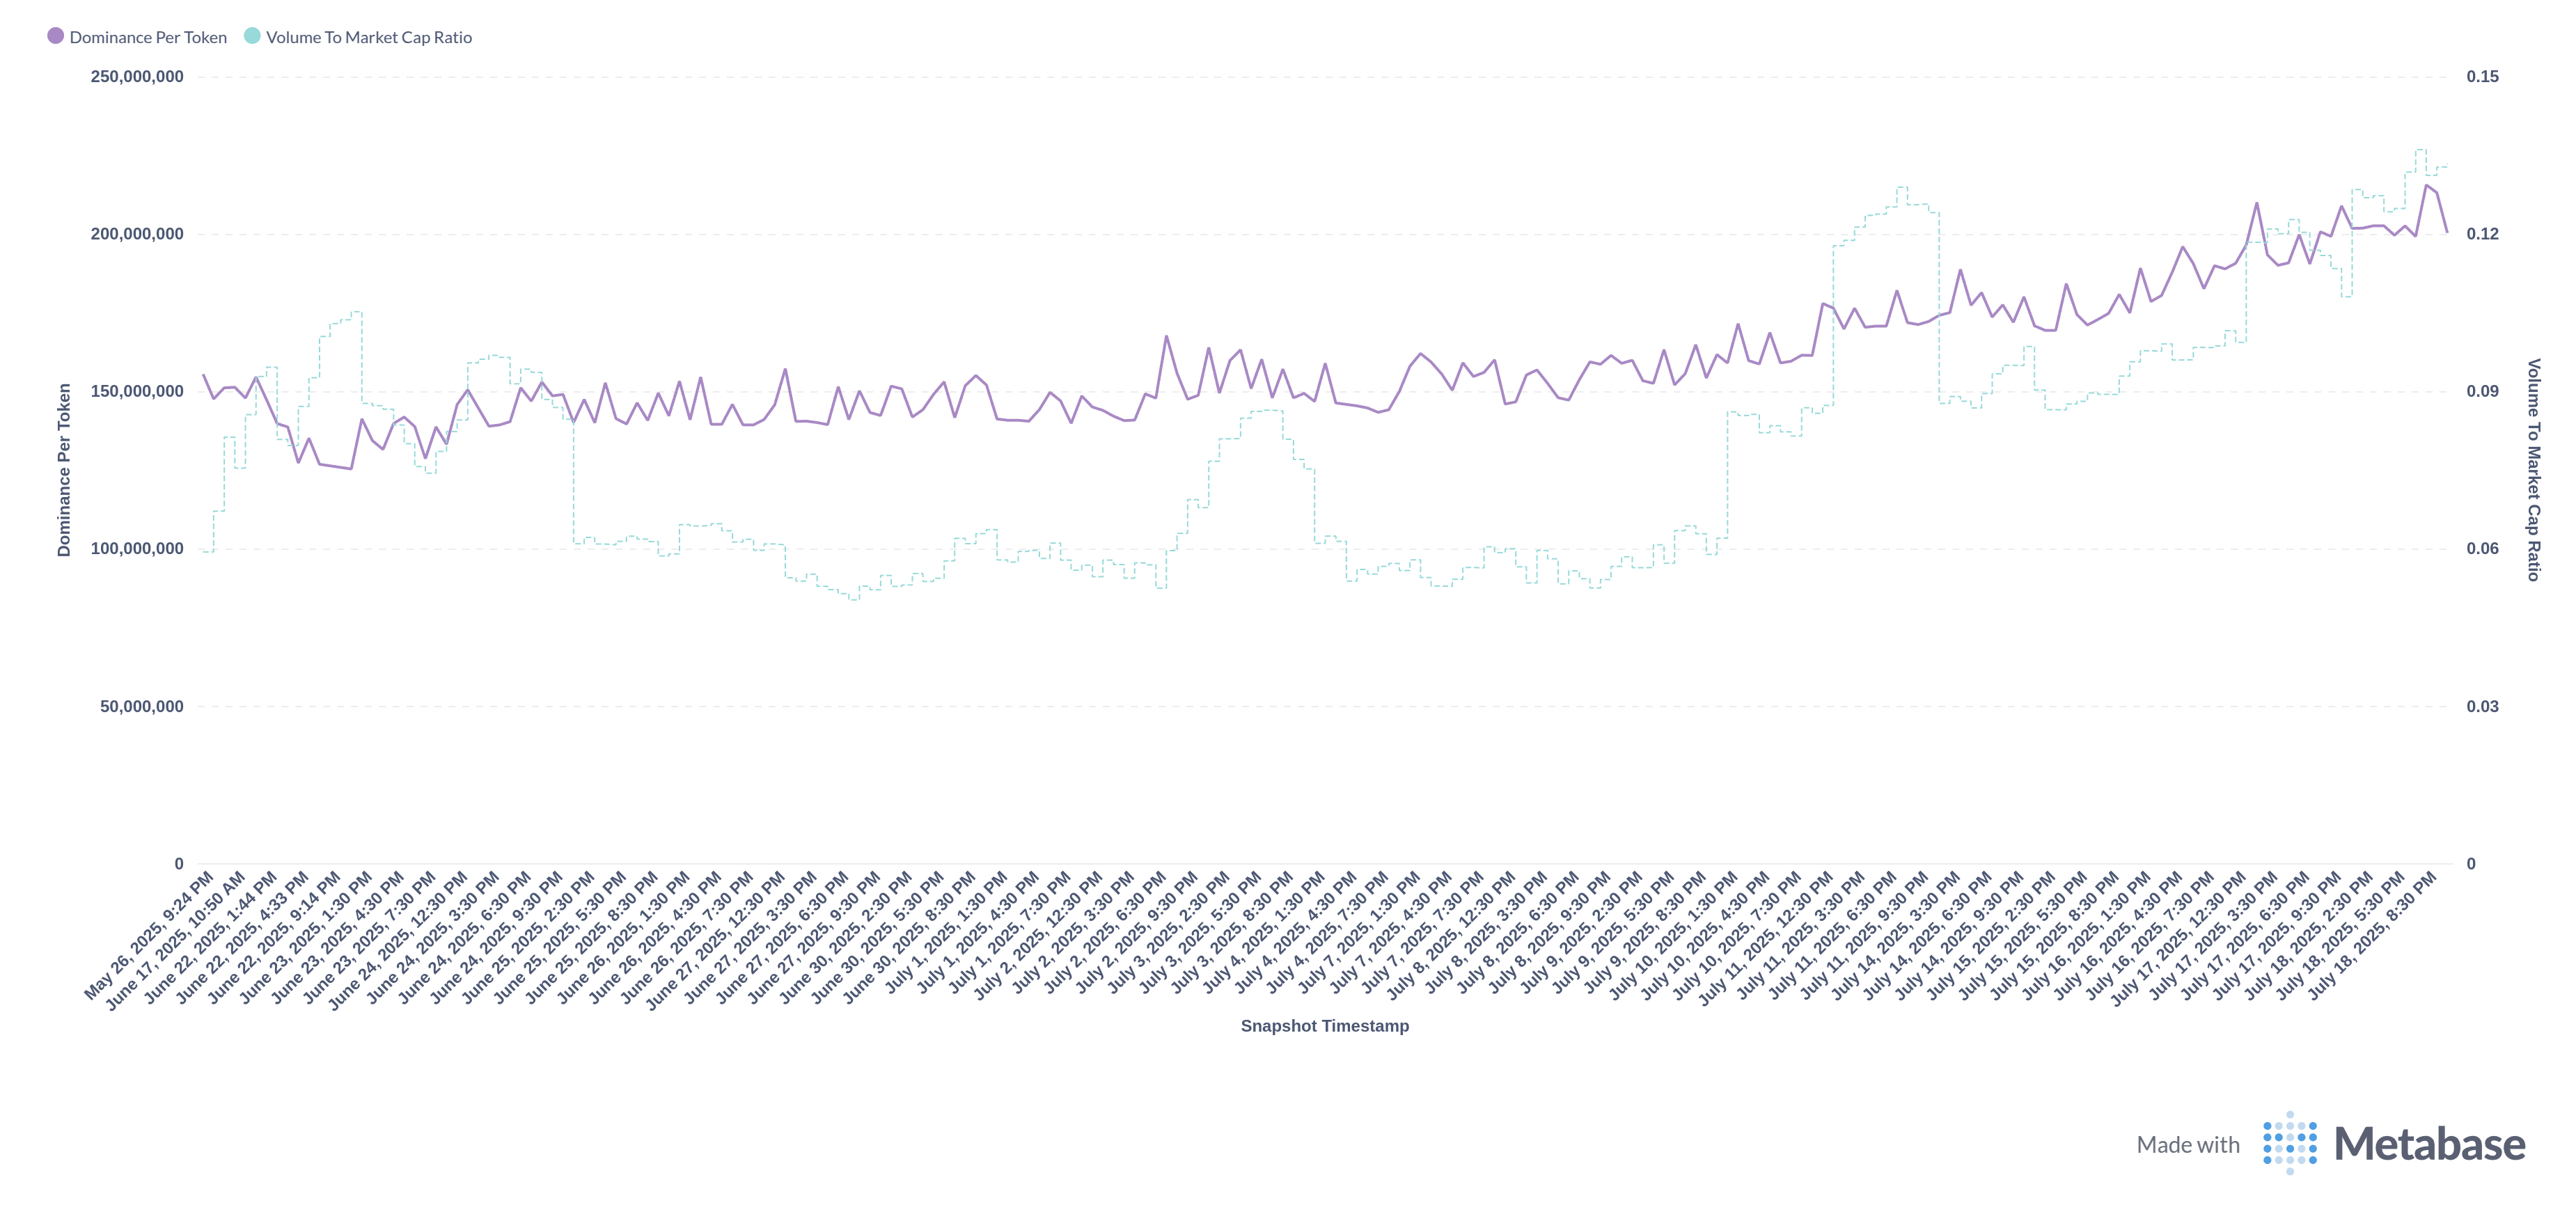 Dominance Per Token
Volume To Market Cap Ratio
250,000,000
200,000,000
150,000,000
100,000,000
50,000,000
0
Dominance Per Token
0.15
0.12
0.09
0.06
0.03
0
Volume To Market Cap Ratio
May 26, 2025, 9:24 PM
June 17, 2025, 10:50 AM
June 22, 2025, 1:44 PM
June 22, 2025, 4:33 PM
June 22, 2025, 9:14 PM
June 23, 2025, 1:30 PM
June 23, 2025, 4:30 PM
June 23, 2025, 7:30 PM
June 24, 2025, 12:30 PM
June 24, 2025, 3:30 PM
June 24, 2025, 6:30 PM
June 24, 2025, 9:30 PM
June 25, 2025, 2:30 PM
June 25, 2025, 5:30 PM
June 25, 2025, 8:30 PM
June 26, 2025, 1:30 PM
June 26, 2025, 4:30 PM
June 26, 2025, 7:30 PM
June 27, 2025, 12:30 PM
June 27, 2025, 3:30 PM
June 27, 2025, 6:30 PM
June 27, 2025, 9:30 PM
June 30, 2025, 2:30 PM
June 30, 2025, 5:30 PM
June 30, 2025, 8:30 PM
July 1, 2025, 1:30 PM
July 1, 2025, 4:30 PM
July 1, 2025, 7:30 PM
July 2, 2025, 12:30 PM
July 2, 2025, 3:30 PM
July 2, 2025, 6:30 PM
July 2, 2025, 9:30 PM
July 3, 2025, 2:30 PM
July 3, 2025, 5:30 PM
July 3, 2025, 8:30 PM
July 4, 2025, 1:30 PM
July 4, 2025, 4:30 PM
July 4, 2025, 7:30 PM
July 7, 2025, 1:30 PM
July 7, 2025, 4:30 PM
July 7, 2025, 7:30 PM
July 8, 2025, 12:30 PM
July 8, 2025, 3:30 PM
July 8, 2025, 6:30 PM
July 8, 2025, 9:30 PM
July 9, 2025, 2:30 PM
July 9, 2025, 5:30 PM
July 9, 2025, 8:30 PM
July 10, 2025, 1:30 PM
July 10, 2025, 4:30 PM
July 10, 2025, 7:30 PM
July 11, 2025, 12:30 PM
July 11, 2025, 3:30 PM
July 11, 2025, 6:30 PM
July 11, 2025, 9:30 PM
July 14, 2025, 3:30 PM
July 14, 2025, 6:30 PM
July 14, 2025, 9:30 PM
July 15, 2025, 2:30 PM
July 15, 2025, 5:30 PM
July 15, 2025, 8:30 PM
July 16, 2025, 1:30 PM
July 16, 2025, 4:30 PM
July 16, 2025, 7:30 PM
July 17, 2025, 12:30 PM
July 17, 2025, 3:30 PM
July 17, 2025, 6:30 PM
July 17, 2025, 9:30 PM
July 18, 2025, 2:30 PM
July 18, 2025, 5:30 PM
July 18, 2025, 8:30 PM
Snapshot Timestamp
Made with Metabase